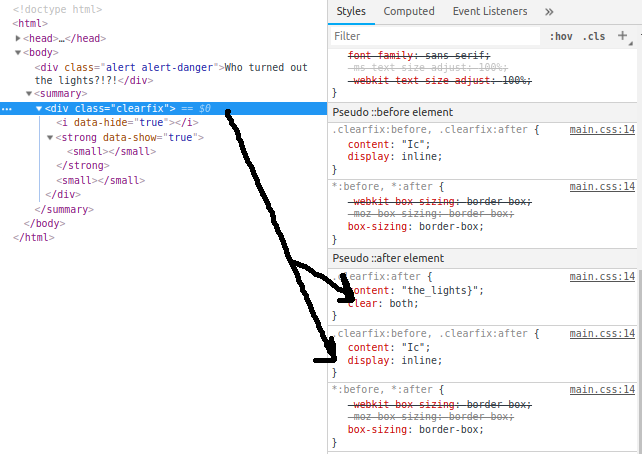 <!doctype html>
<html>
<head>…</head>
<body>
<div class="alert alert-danger">Who turned out
the lights?!?!</div>
<summary>
<div class="clearfix"> == $0
<i data-hide="true"></i>
<strong data-show="true">
<small></small>
</strong>
<small></small>
</div>
</summary>
</body>
</html>
Styles Computed Event Listeners »
Filter :hov .cls +
font-family: sans-serif;
-ms-text-size-adjust: 100%;
-webkit-text-size-adjust: 100%;
}
Pseudo ::before element
.clearfix:before, .clearfix:after { main.css:14
content: "Ic";
display: inline;
}
*:before, *:after { main.css:14
-webkit-box-sizing: border-box;
-moz-box-sizing: border-box;
box-sizing: border-box;
}
Pseudo ::after element
.clearfix:after { main.css:14
content: "the_lights}";
clear: both;
}
.clearfix:before, .clearfix:after { main.css:14
content: "Ic";
display: inline;
}
*:before, *:after { main.css:14
-webkit-box-sizing: border-box;
-moz-box-sizing: border-box;
box-sizing: border-box;
}